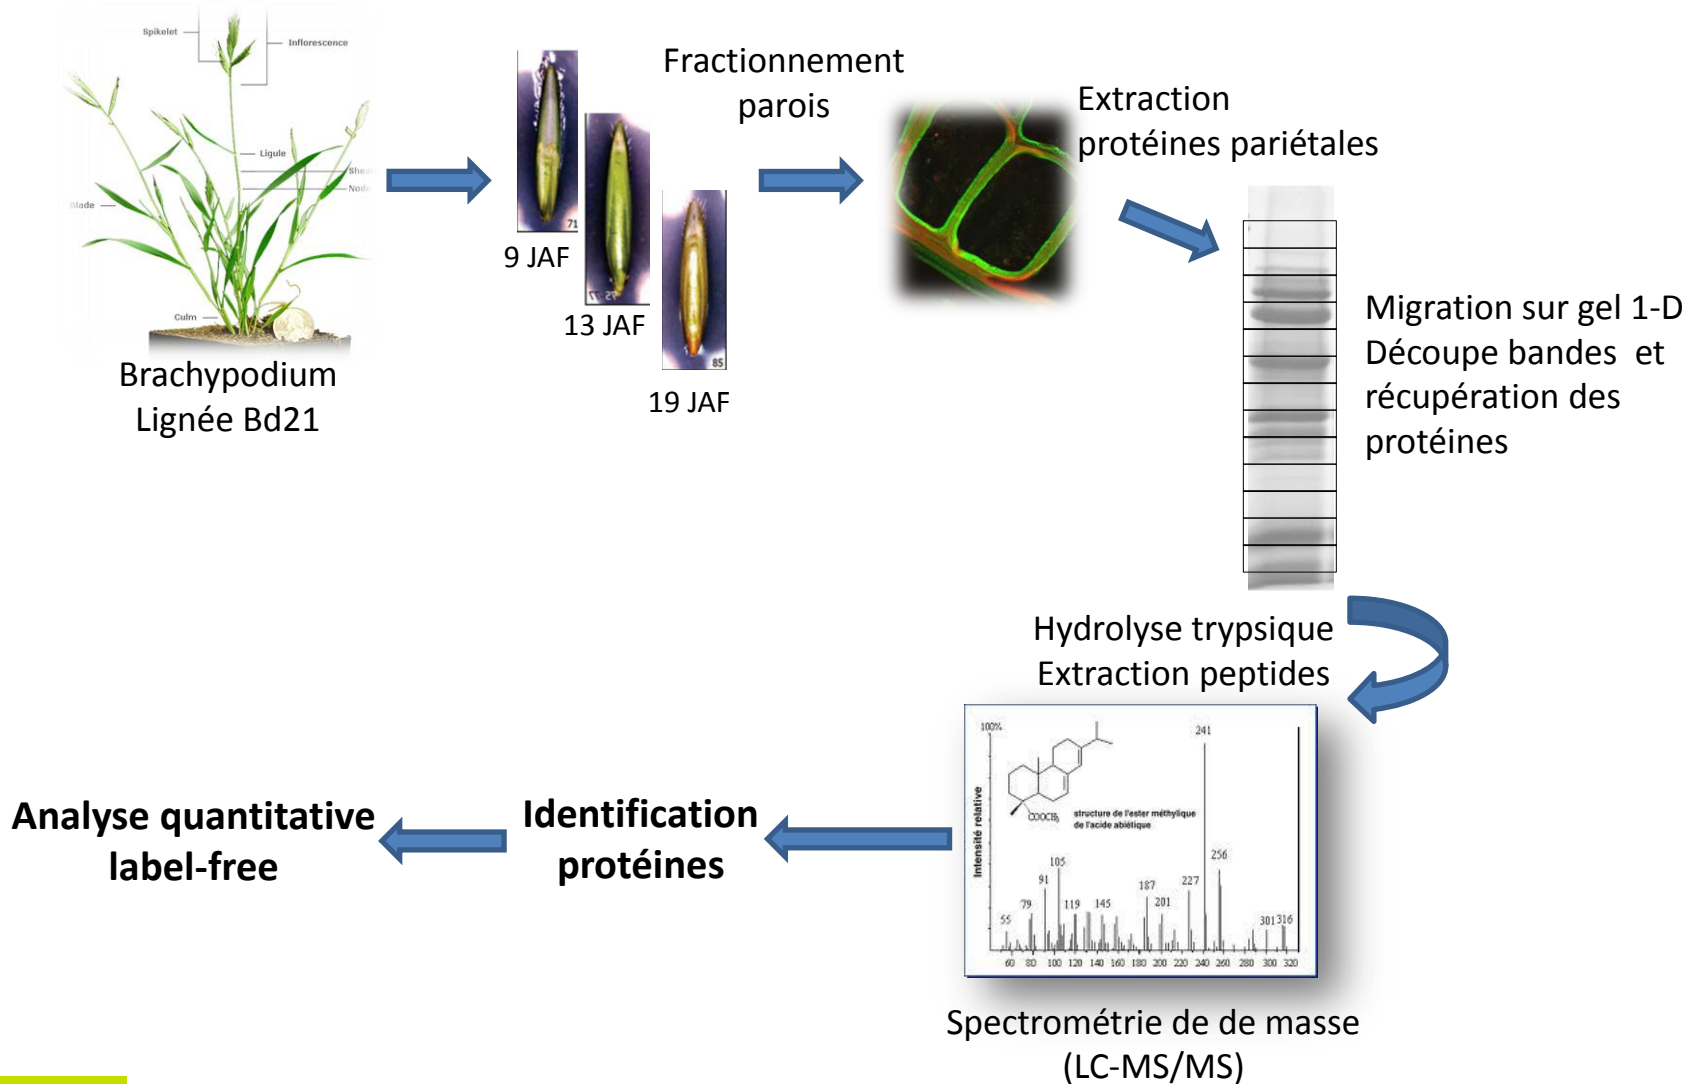 Spikelet
Inflorescence
Ligule
Node
Blade
Culm
Brachypodium
Lignée Bd21
71
9 JAF
13 JAF
85
19 JAF
Fractionnement
parois
Extraction
protéines pariétales
Migration sur gel 1-D
Découpe bandes et
récupération des
protéines
Hydrolyse trypsique
Extraction peptides
100%
Intensité relative
COOCH3
structure de l'ester méthylique
de l'acide abiétique
55
79
91
105
119
145
187
201
227
241
256
301
316
60 80 100 120 140 160 180 200 220 240 260 280 300 320
Spectrométrie de de masse
(LC-MS/MS)
Identification
protéines
Analyse quantitative
label-free